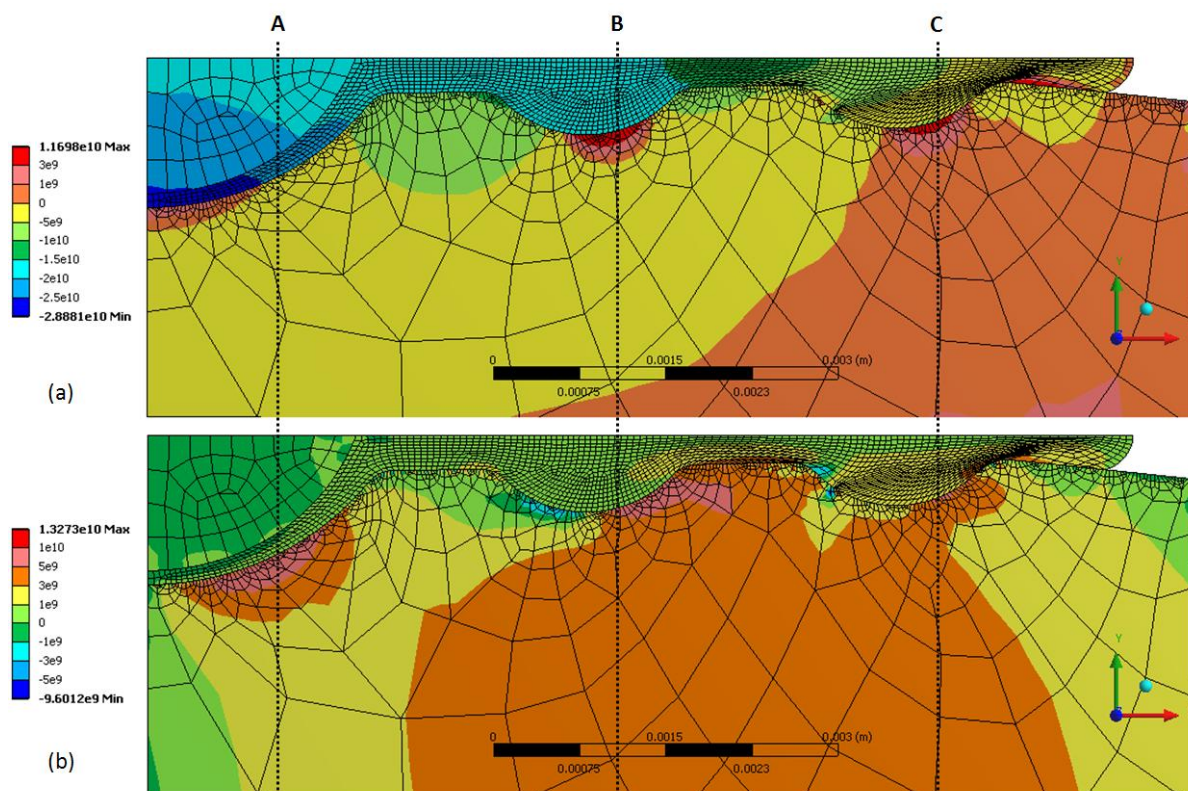 A B C
1.1698e10 Max
3e9
1e9
0
-5e9
-1e10
-1.5e10
-2e10
-2.5e10
-2.8881e10 Min
Y
0 0.0015 0.003 (m)
0.00075 0.0023
(a)
1.3273e10 Max
1e10
5e9
3e9
1e9
0
-1e9
-3e9
-5e9
-9.6012e9 Min
Y
0 0.0015 0.003 (m)
0.00075 0.0023
(b)